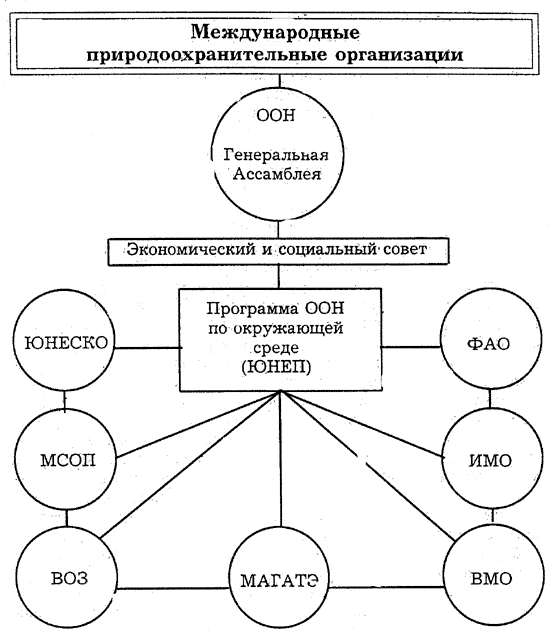 Международные
природоохранительные организации
ООН
Генеральная
Ассамблея
Экономический и социальный совет
Программа ООН
по окружающей
среде
(ЮНЕП)
ЮНЕСКО
ФАО
МСОП
ИМО
ВОЗ
МАГАТЭ
ВМО